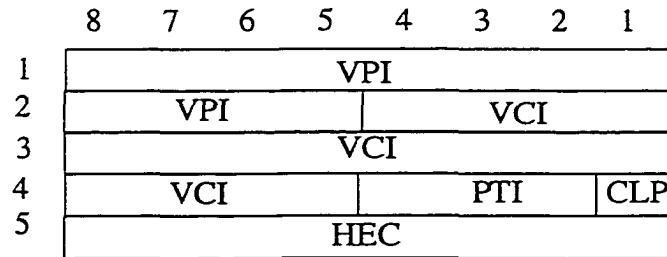 8 7 6 5 4 3 2 1
1 VPI
2 VPI VCI
3 VCI
4 VCI PTI CLP
5 HEC